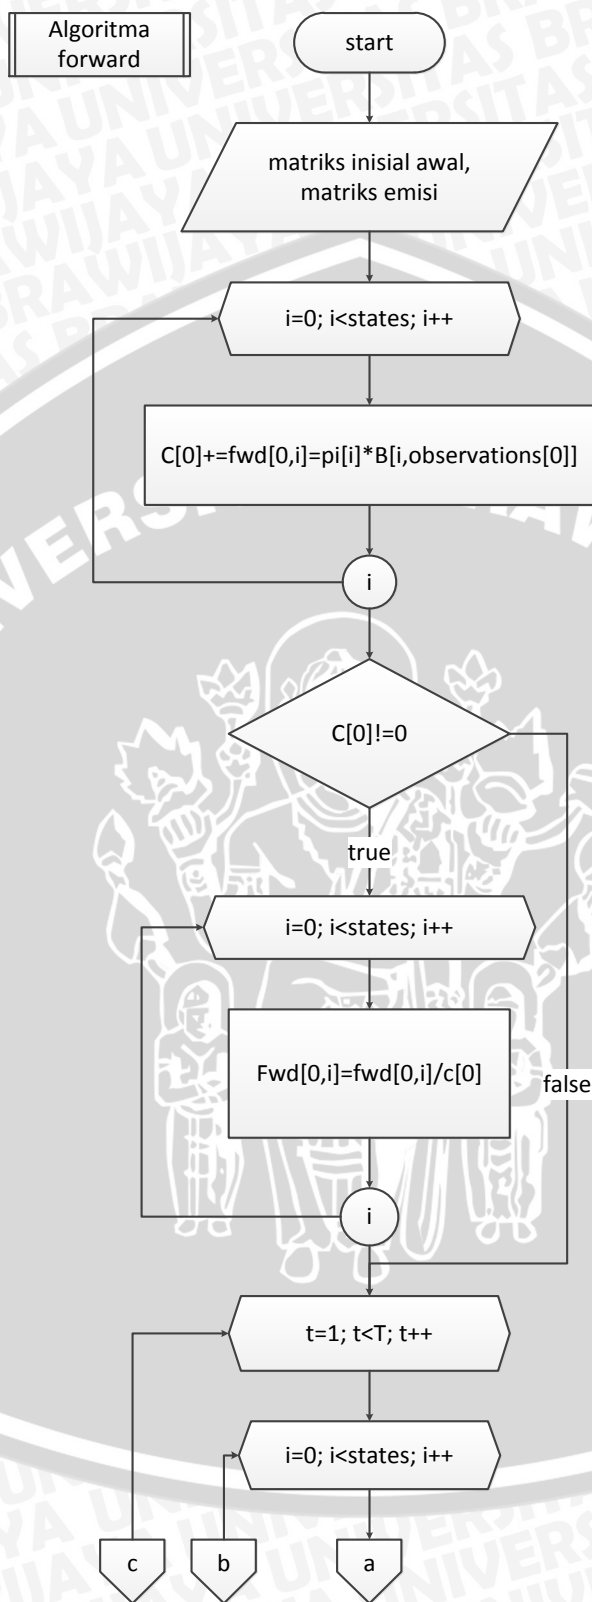 Algoritma
forward
start
matriks inisial awal,
matriks emisi
i=0; i<states; i++
C[0]+=fwd[0,i]=pi[i]*B[i,observations[0]]
i
C[0]!=0
true
i=0; i<states; i++
Fwd[0,i]=fwd[0,i]/c[0]
false
i
t=1; t<T; t++
i=0; i<states; i++
c
b
a